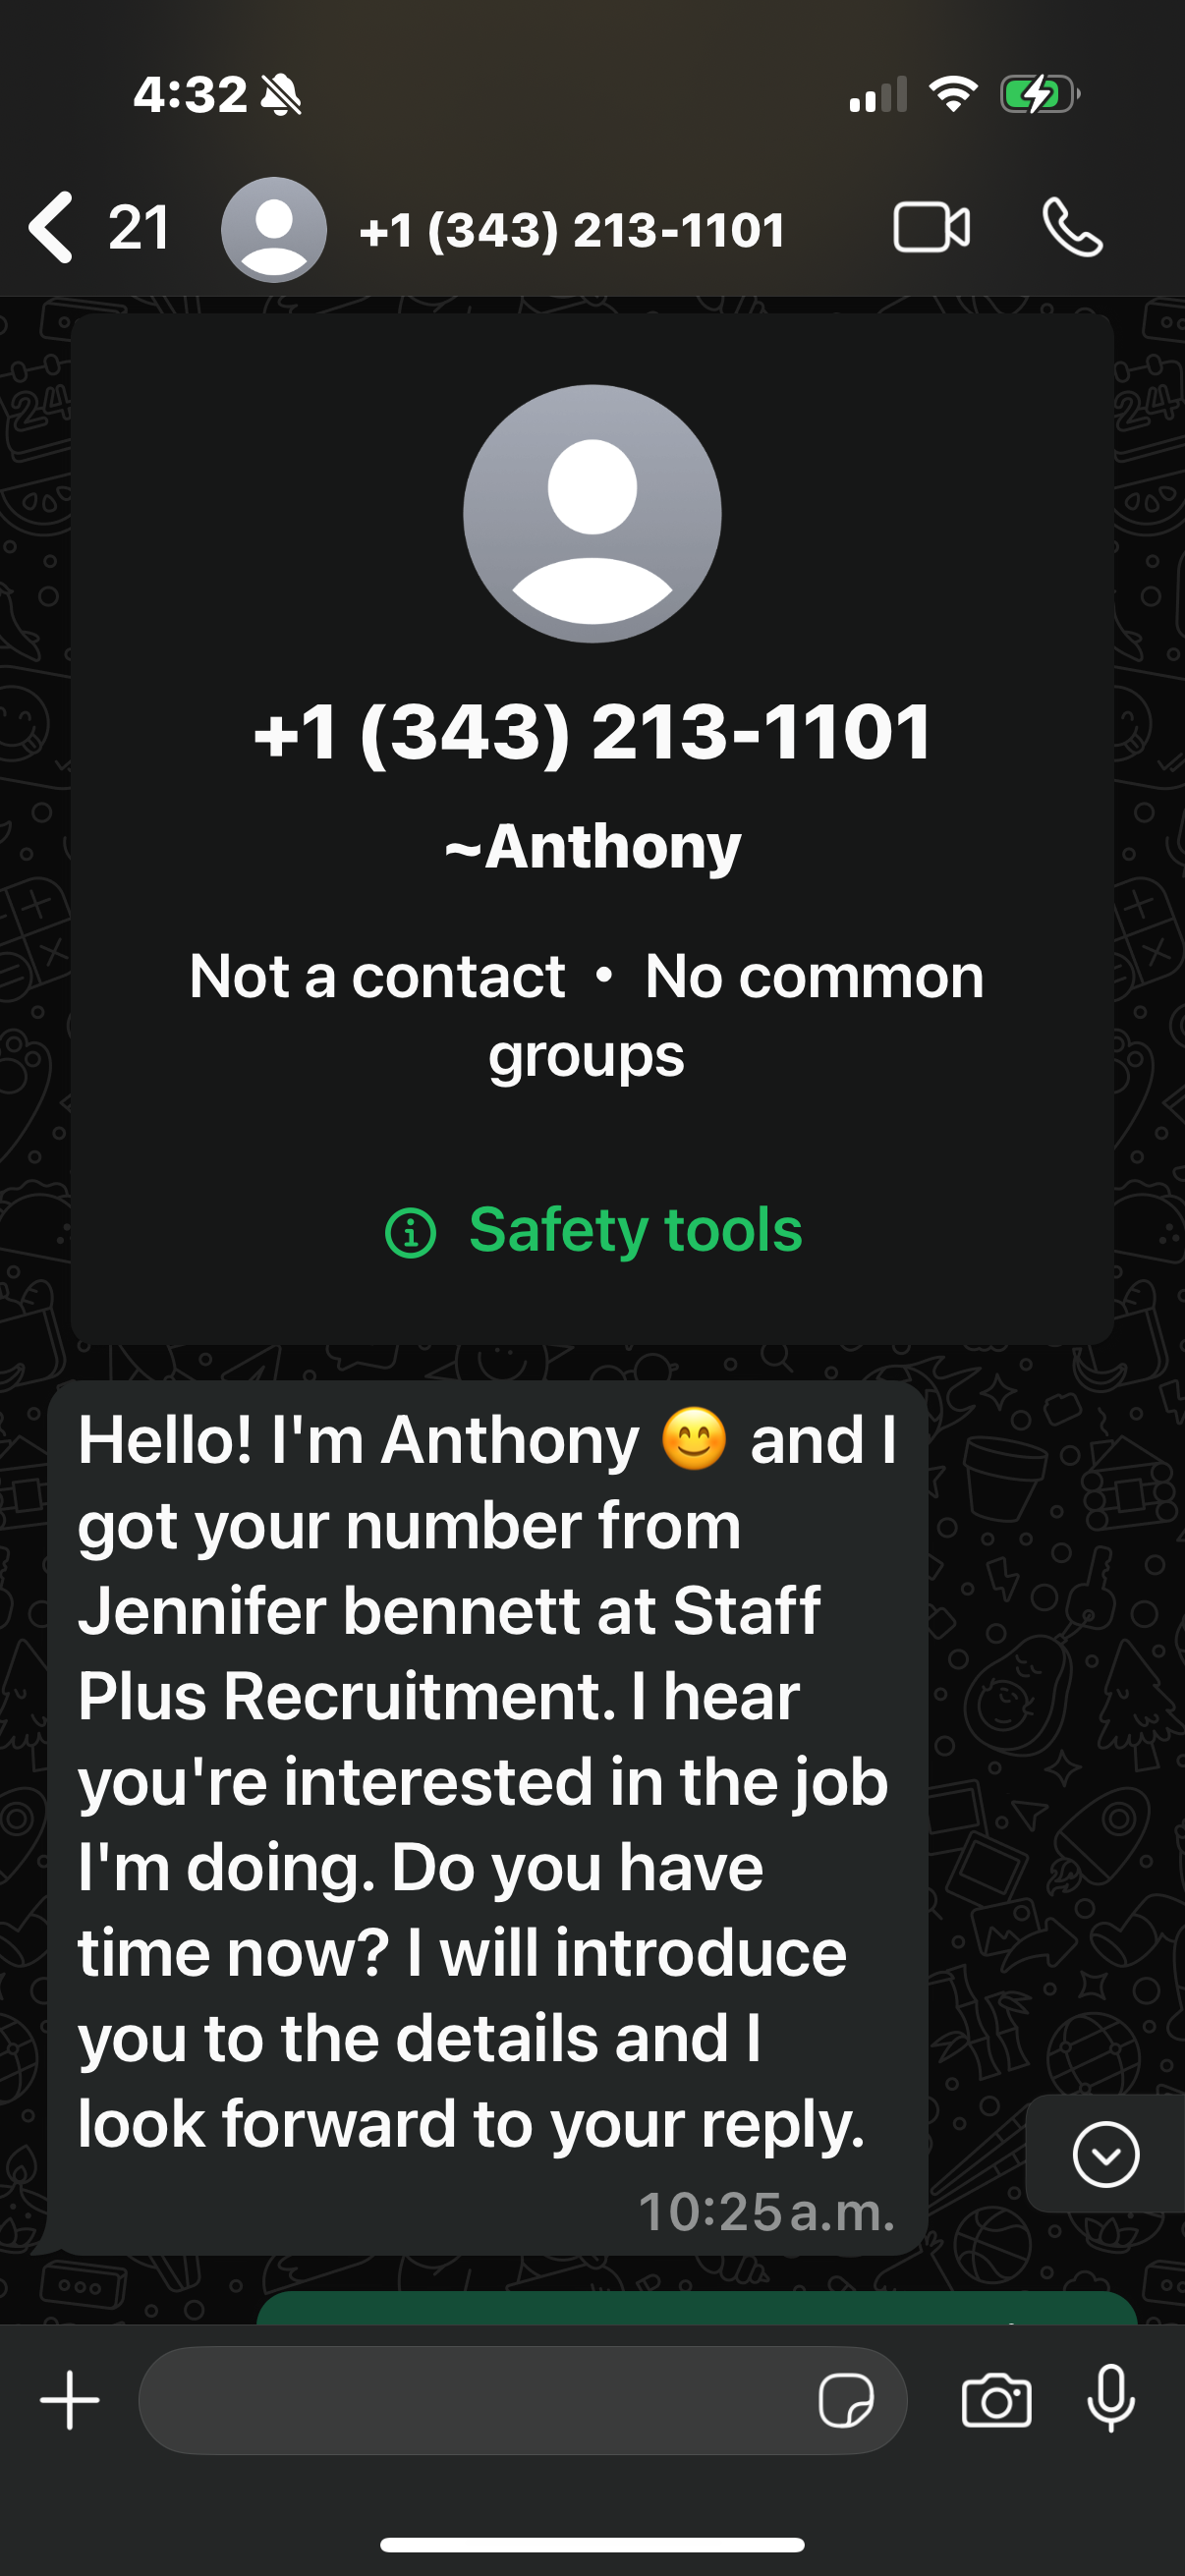 4:32
21
+1 (343) 213-1101
+1 (343) 213-1101
~Anthony
Not a contact • No common
groups
Safety tools
Hello! I'm Anthony 😊 and I
got your number from
Jennifer bennett at Staff
Plus Recruitment. I hear
you're interested in the job
I'm doing. Do you have
time now? I will introduce
you to the details and I
look forward to your reply.
10:25 a.m.